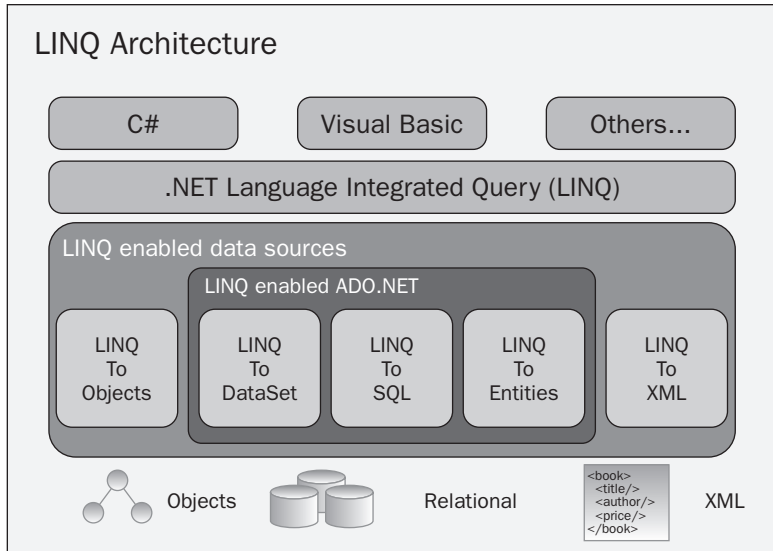 LINQ Architecture
C#
Visual Basic
Others...
.NET Language Integrated Query (LINQ)
LINQ enabled data sources
LINQ enabled ADO.NET
LINQ
To
Objects
LINQ
To
DataSet
LINQ
To
SQL
LINQ
To
Entities
LINQ
To
XML
Objects
Relational
<book>
<title/>
<author/>
<price/>
</book>
XML